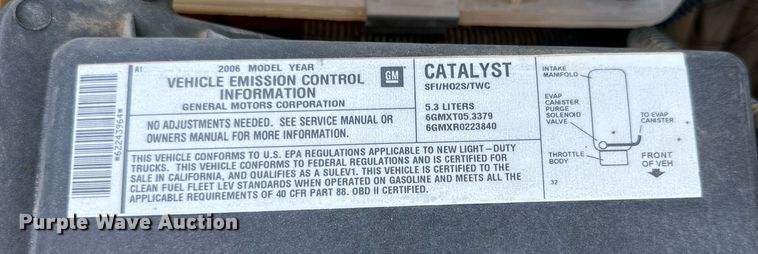 A1
2006 MODEL YEAR
VEHICLE EMISSION CONTROL
INFORMATION
GENERAL MOTORS CORPORATION
GM
*6Z243964*
NO ADJUSTMENTS NEEDED. SEE SERVICE MANUAL OR
OWNERS MANUAL FOR MORE INFORMATION.
CATALYST
SFI/HO2S/TWC
5.3 LITERS
6GMXT05.3379
6GMXR0223840
THIS VEHICLE CONFORMS TO U.S. EPA REGULATIONS APPLICABLE TO NEW LIGHT-DUTY
TRUCKS. THIS VEHICLE CONFORMS TO FEDERAL REGULATIONS AND IS CERTIFIED FOR
SALE IN CALIFORNIA, AND QUALIFIES AS A SULEV1. THIS VEHICLE IS CERTIFIED TO
CLEAN FUEL FLEET LEV STANDARDS WHEN OPERATED ON GASOLINE AND MEETS ALL THE
APPLICABLE REQUIREMENTS OF 40 CFR PART 88. OBD II CERTIFIED.
INTAKE
MANIFOLD
EVAP
CANISTER
PURGE
SOLENOID
VALVE
TO EVAP
CANISTER
THROTTLE
BODY
FRONT
OF VEH
32
Purple Wave Auction